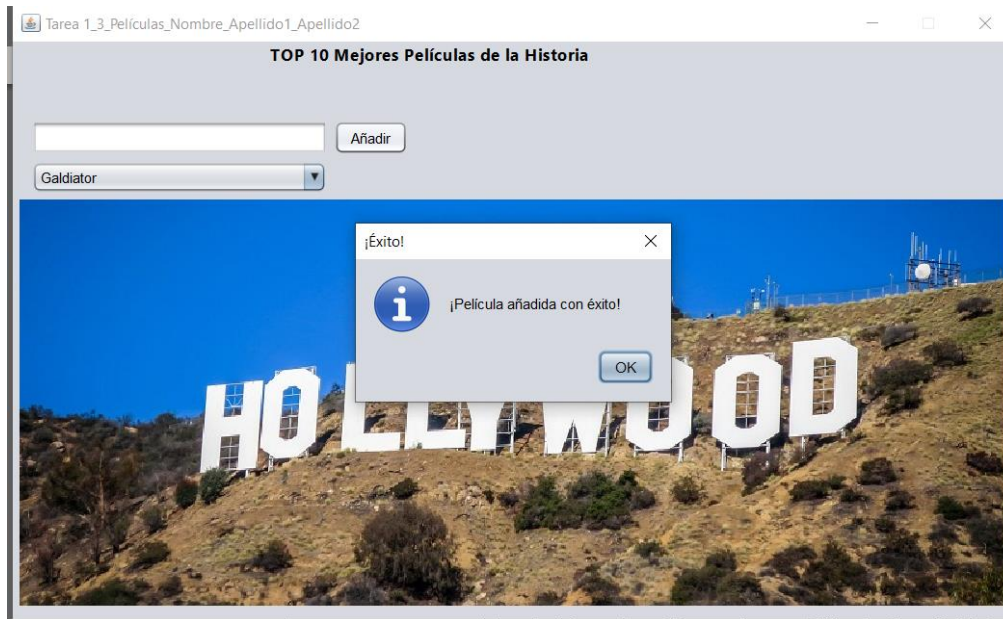 Tarea 1_3_Películas_Nombre_Apellido1_Apellido2
TOP 10 Mejores Películas de la Historia
Añadir
Galdiator
¡Éxito!
¡Película añadida con éxito!
OK
HOLLYWOOD